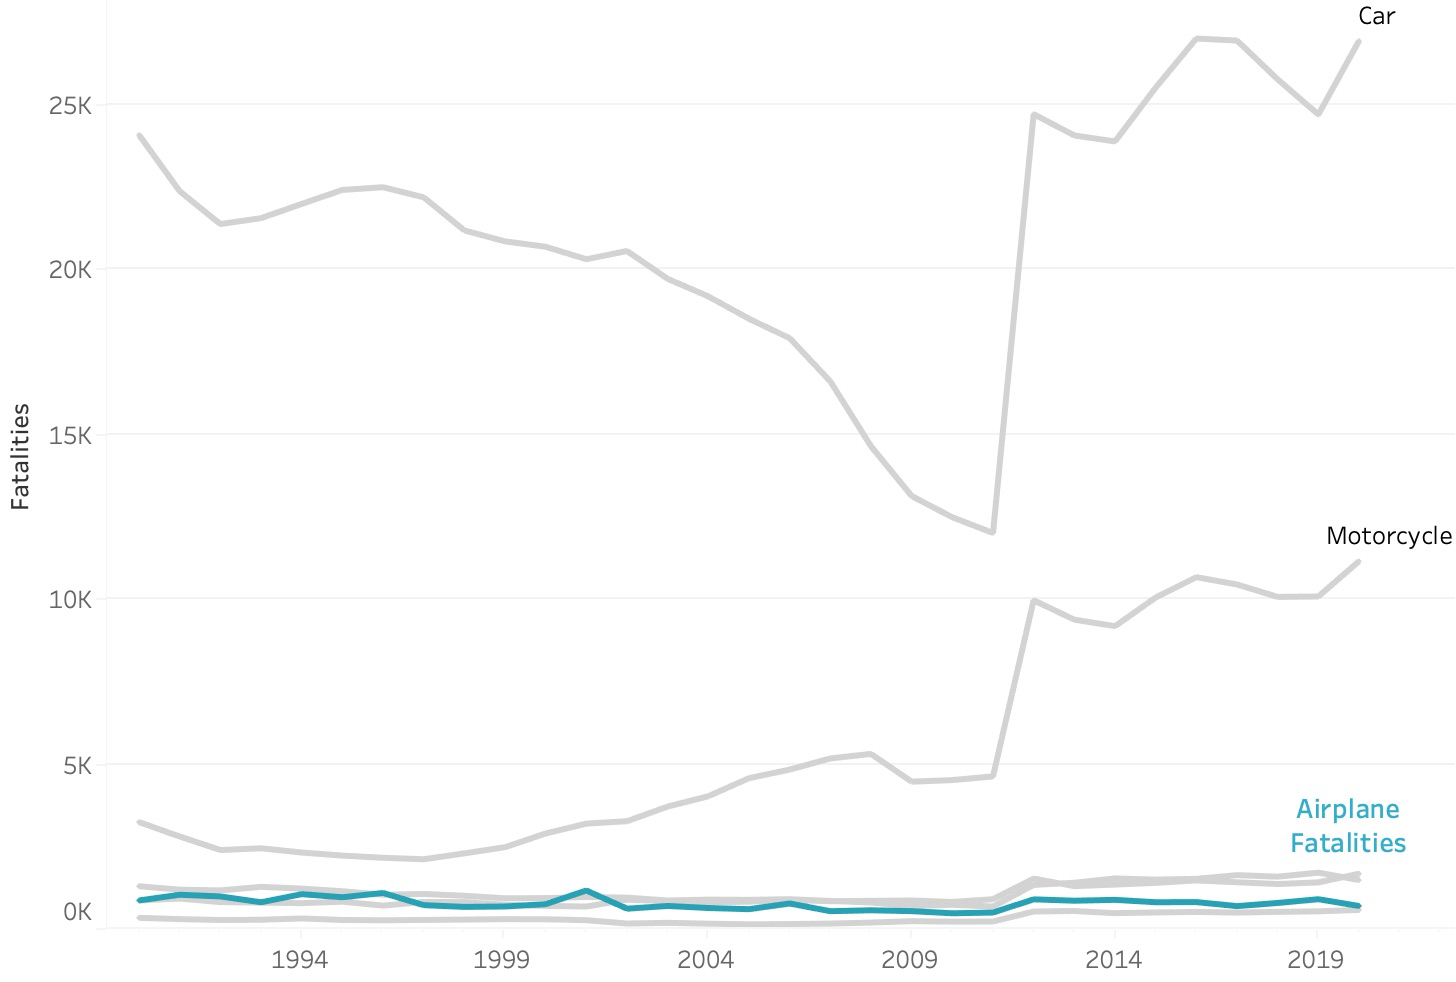 Car
25K
20K
15K
Fatalities
10K
Motorcycle
5K
Airplane
Fatalities
0K
1994 1999 2004 2009 2014 2019